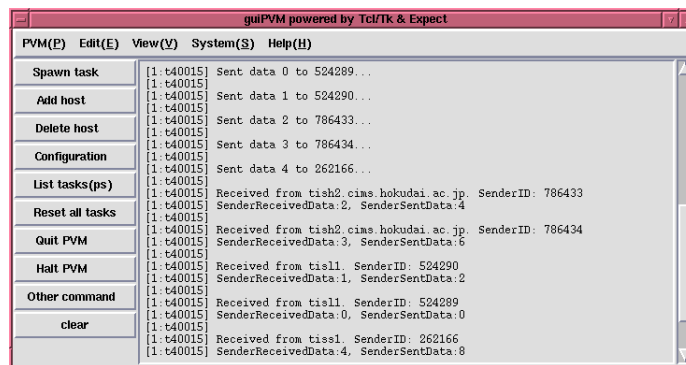 guiPVM powered by Tcl/Tk & Expect
PVM(P) Edit(E) View(V) System(S) Help(H)
Spawn task
Add host
Delete host
Configuration
List tasks(ps)
Reset all tasks
Quit PVM
Halt PVM
Other command
clear
[1:t40015] Sent data 0 to 524289...
[1:t40015]
[1:t40015] Sent data 1 to 524290...
[1:t40015]
[1:t40015] Sent data 2 to 786433...
[1:t40015]
[1:t40015] Sent data 3 to 786434...
[1:t40015]
[1:t40015] Sent data 4 to 262166...
[1:t40015]
[1:t40015] Received from tish2.cims.hokudai.ac.jp. SenderID: 786433
[1:t40015] SenderReceivedData:2, SenderSentData:4
[1:t40015]
[1:t40015] Received from tish2.cims.hokudai.ac.jp. SenderID: 786434
[1:t40015] SenderReceivedData:3, SenderSentData:6
[1:t40015]
[1:t40015] Received from tisl1. SenderID: 524290
[1:t40015] SenderReceivedData:1, SenderSentData:2
[1:t40015]
[1:t40015] Received from tisl1. SenderID: 524289
[1:t40015] SenderReceivedData:0, SenderSentData:0
[1:t40015]
[1:t40015] Received from tiss1. SenderID: 262166
[1:t40015] SenderReceivedData:4, SenderSentData:8